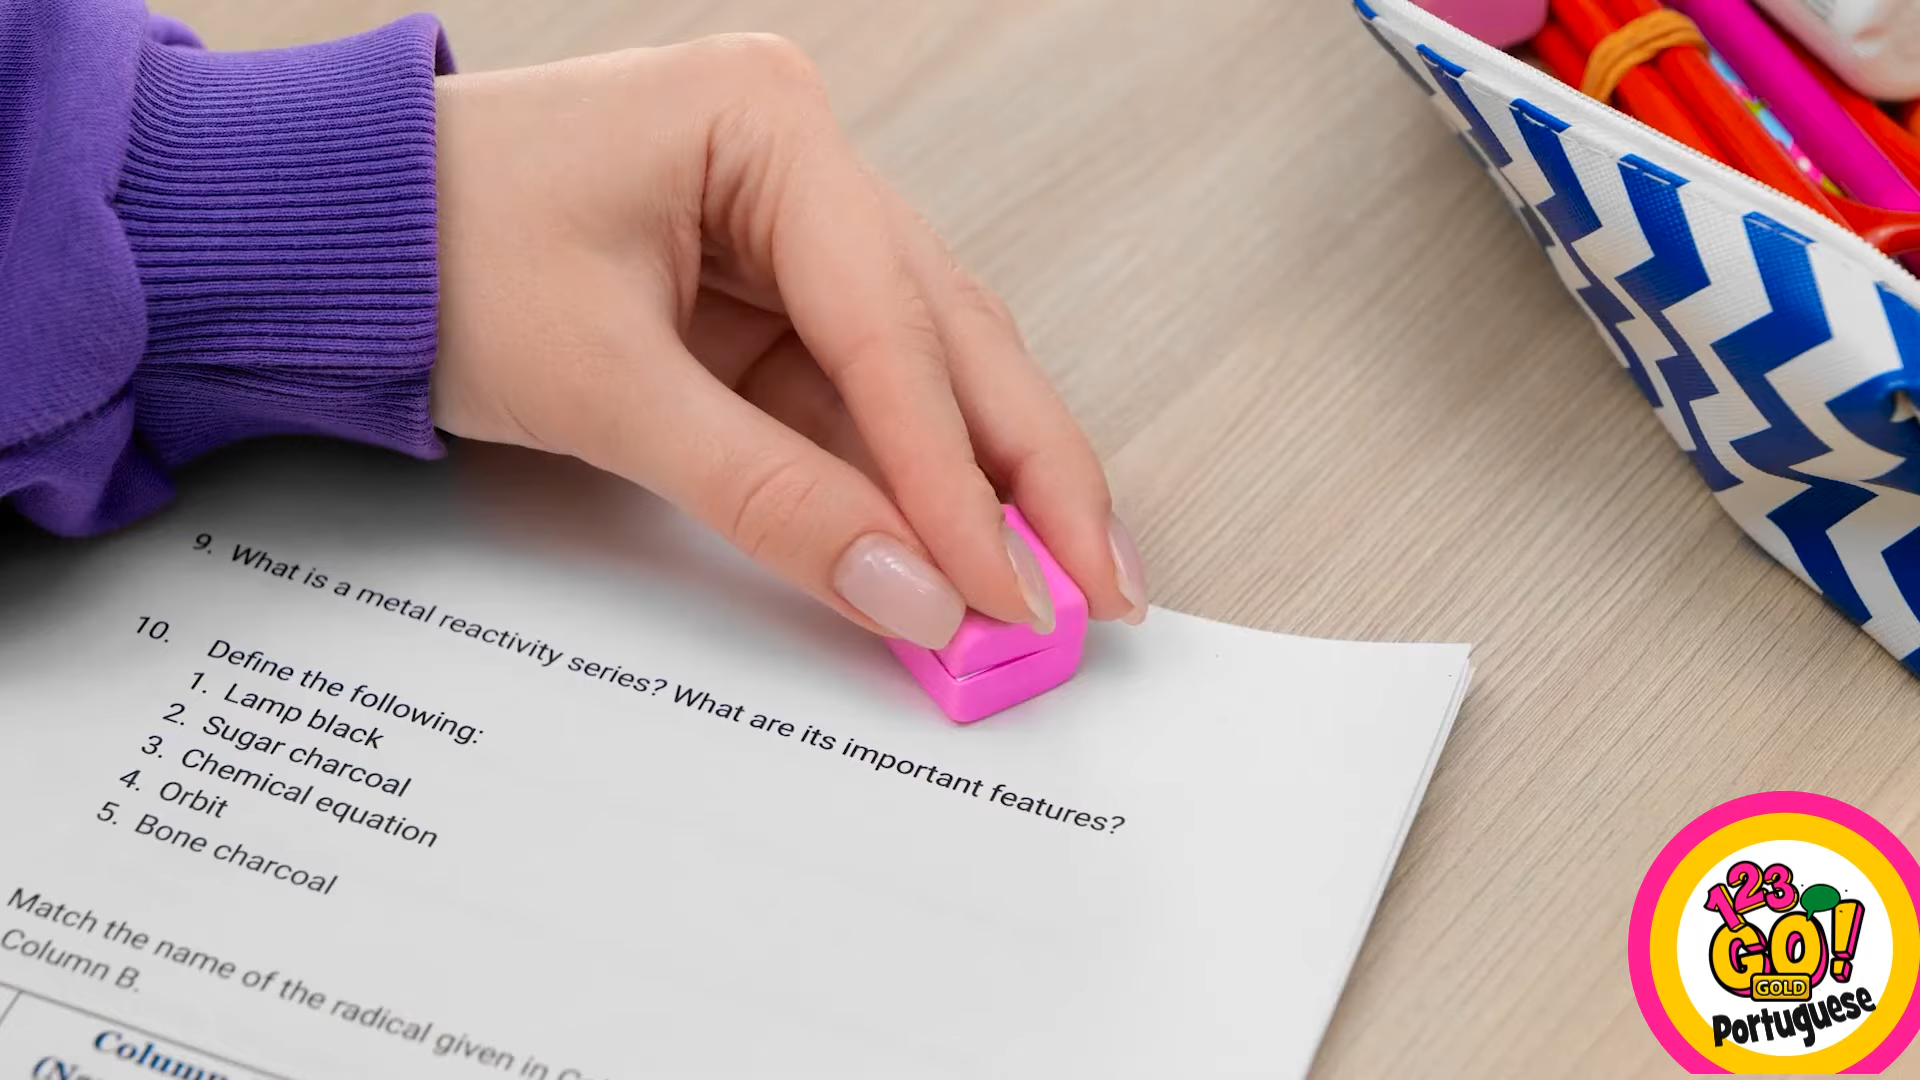 9. What is a metal reactivity series? What are its important features?
10. Define the following:
1. Lamp black
2. Sugar charcoal
3. Chemical equation
4. Orbit
5. Bone charcoal
Match the name of the radical given in
Column B.
Column
123
GO!
GOLD
Portuguese